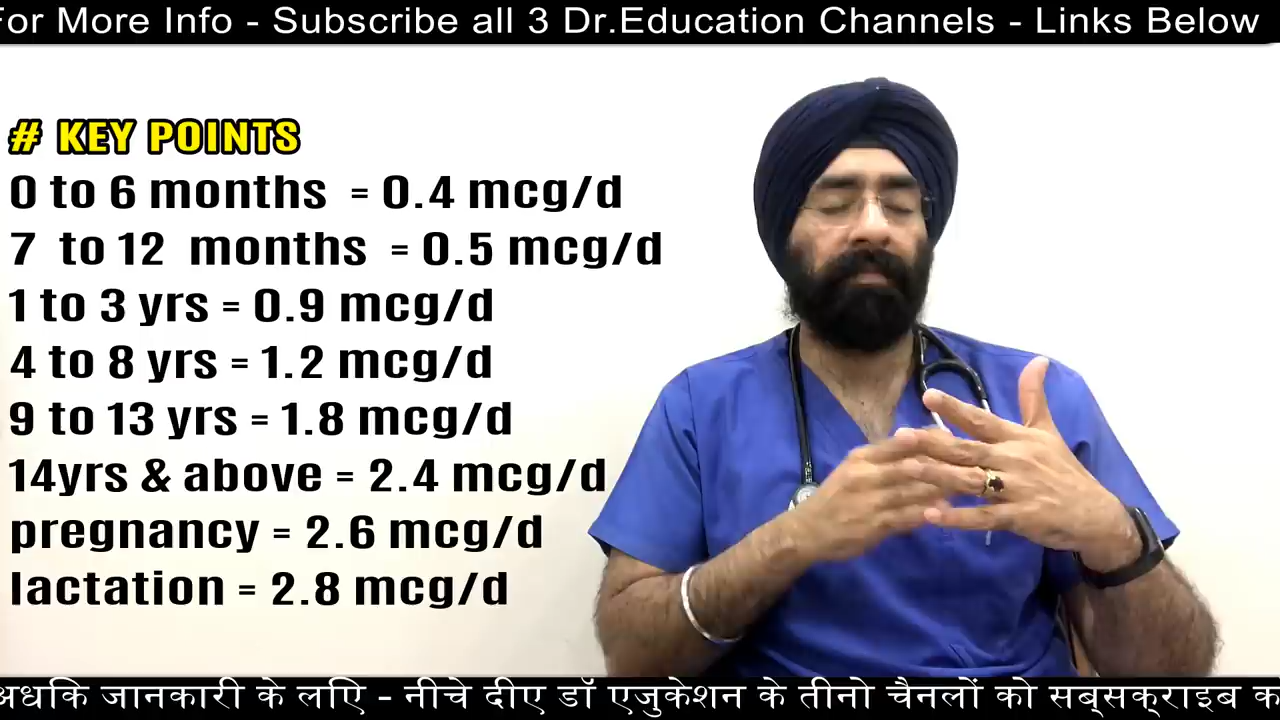 For More Info - Subscribe all 3 Dr.Education Channels - Links Below
# KEY POINTS
0 to 6 months = 0.4 mcg/d
7 to 12 months = 0.5 mcg/d
1 to 3 yrs = 0.9 mcg/d
4 to 8 yrs = 1.2 mcg/d
9 to 13 yrs = 1.8 mcg/d
14yrs & above = 2.4 mcg/d
pregnancy = 2.6 mcg/d
lactation = 2.8 mcg/d
अधकि जानकारी के लएि - नीचे दीए डॉ एजुकेशन के तीनो चैनलों को सब्सक्राइब क